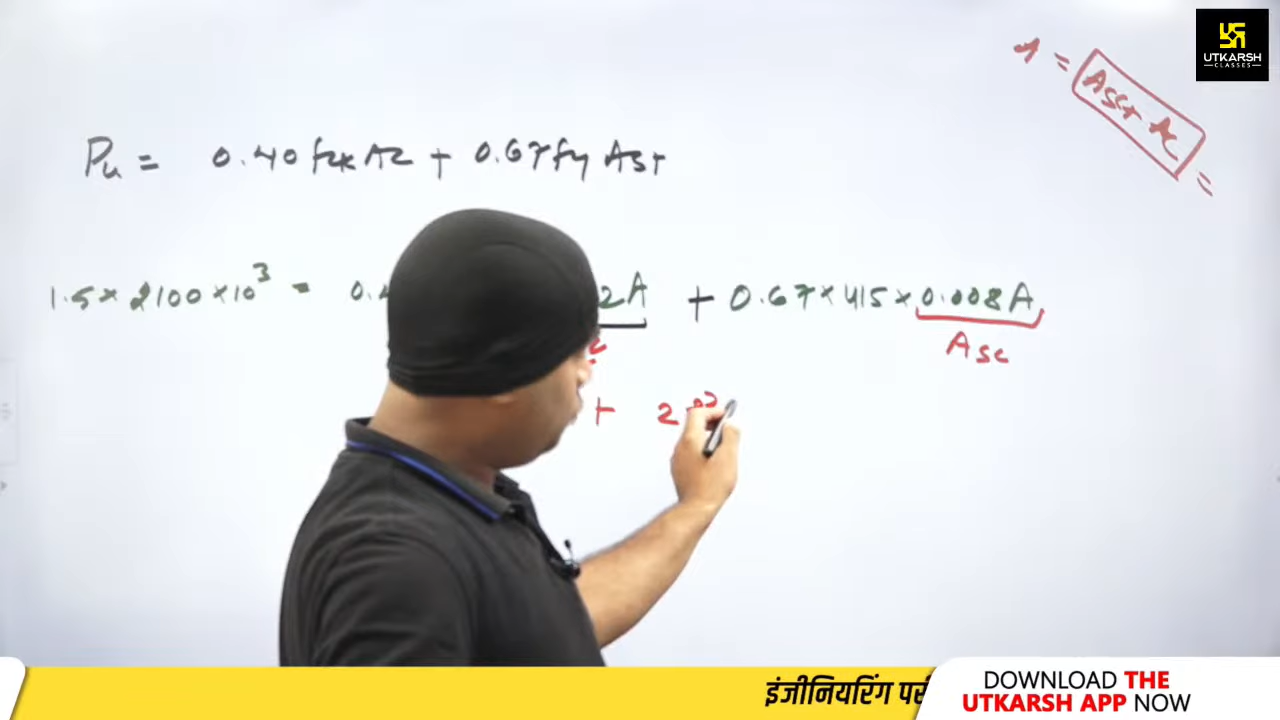 UTKARSH
CLASSES
A = Asc+ Ac =
Pu = 0.40 fck Ac + 0.67 fy Asc
1.5 × 2100 × 10³ = 0.4 2A + 0.67 × 415 × 0.008A
Asc
+ 2
इंजीनियरिंग
DOWNLOAD THE
UTKARSH APP NOW